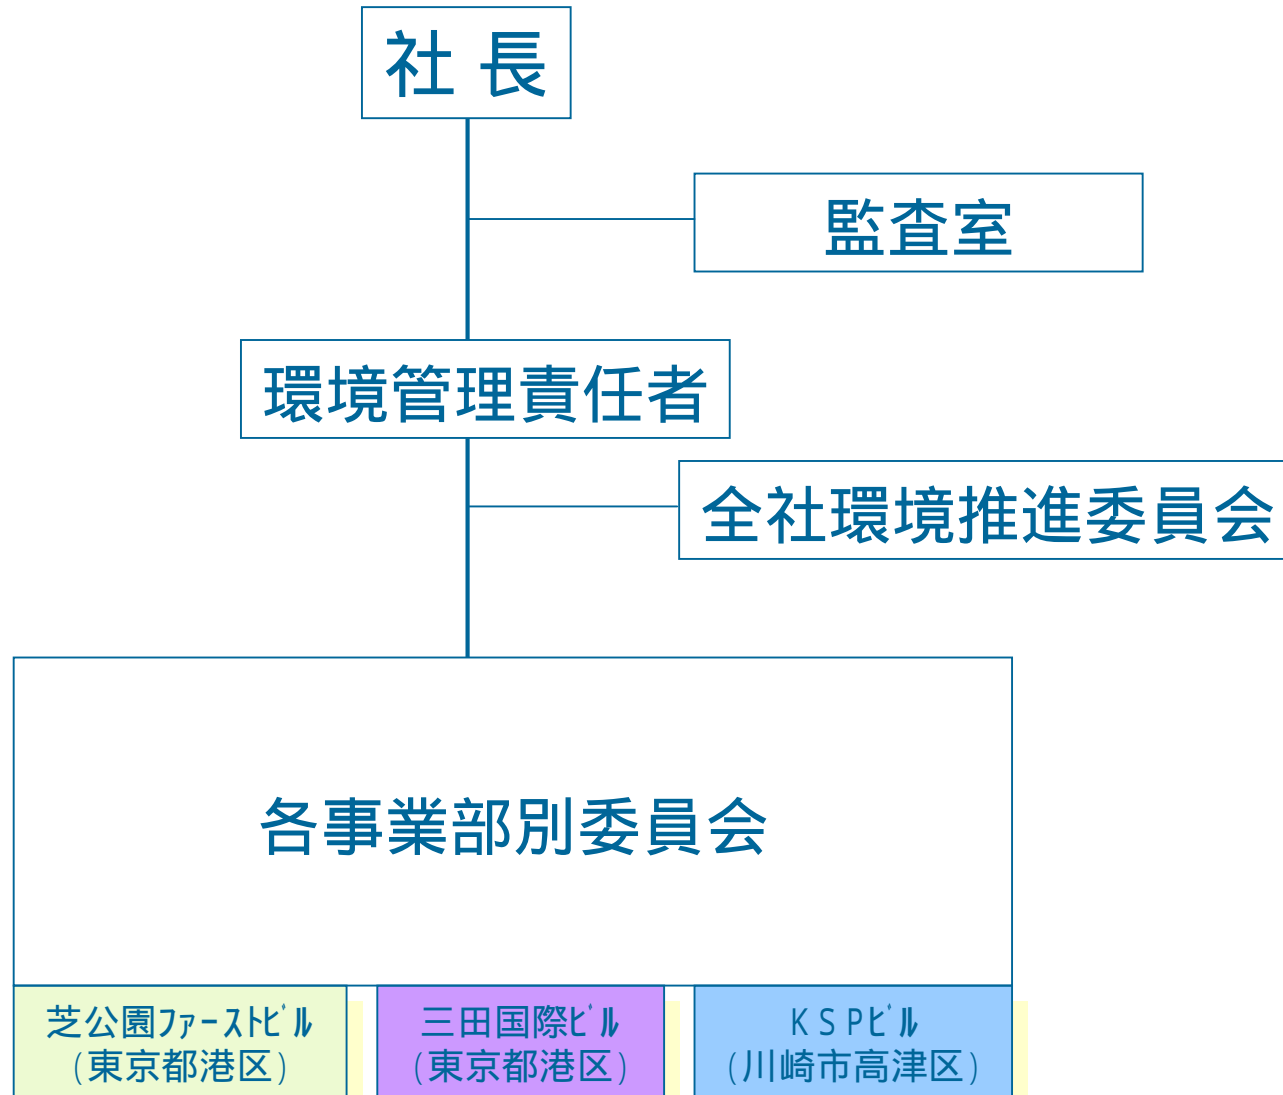 社 長
監査室
環境管理責任者
全社環境推進委員会
各事業部別委員会
芝公園ﾌｧｰｽﾄﾋﾞﾙ
(東京都港区)
三田国際ﾋﾞﾙ
(東京都港区)
ＫＳＰﾋﾞﾙ
(川崎市高津区)